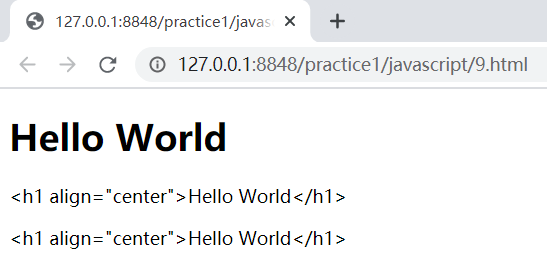 127.0.0.1:8848/practice1/javas
127.0.0.1:8848/practice1/javascript/9.html
Hello World
<h1 align="center">Hello World</h1>
<h1 align="center">Hello World</h1>